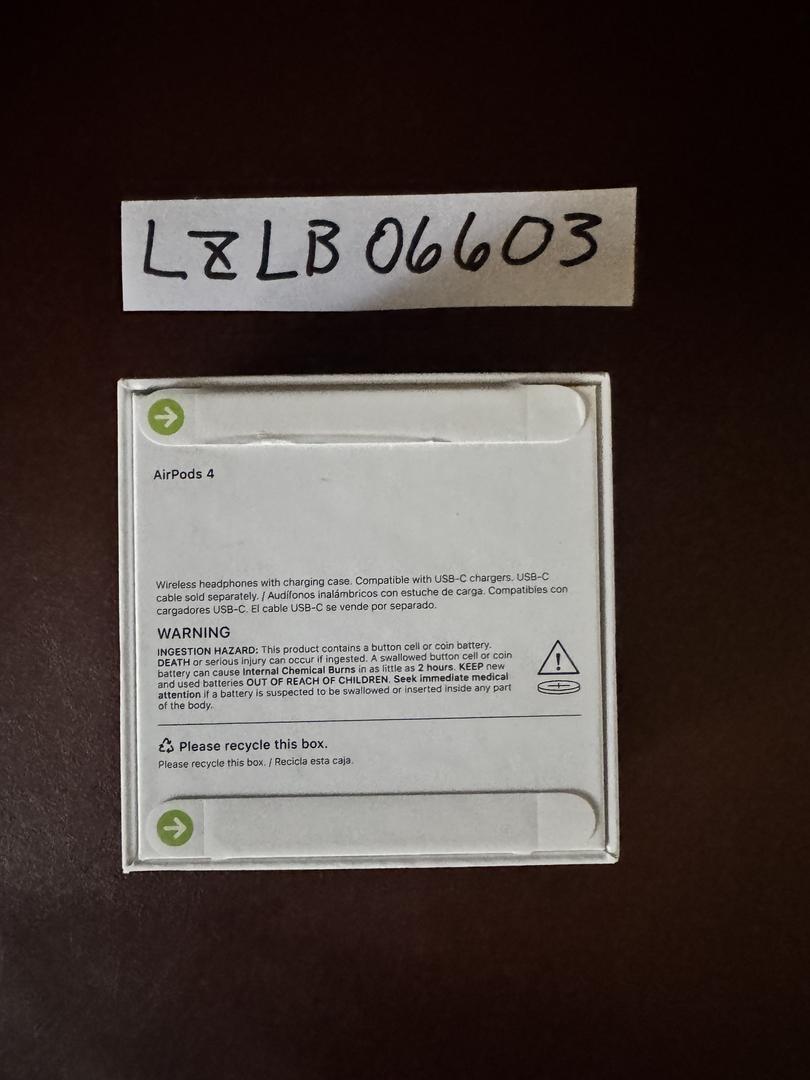 LZLB06603
AirPods 4
Wireless headphones with charging case. Compatible with USB-C chargers. USB-C
cable sold separately. / Audífonos inalámbricos con estuche de carga. Compatibles con
cargadores USB-C. El cable USB-C se vende por separado.
WARNING
INGESTION HAZARD: This product contains a button cell or coin battery.
DEATH or serious injury can occur if ingested. A swallowed button cell or coin
battery can cause Internal Chemical Burns in as little as 2 hours. KEEP new
and used batteries OUT OF REACH OF CHILDREN. Seek immediate medical
attention if a battery is suspected to be swallowed or inserted inside any part
of the body.
Please recycle this box.
Please recycle this box. / Recicla esta caja.